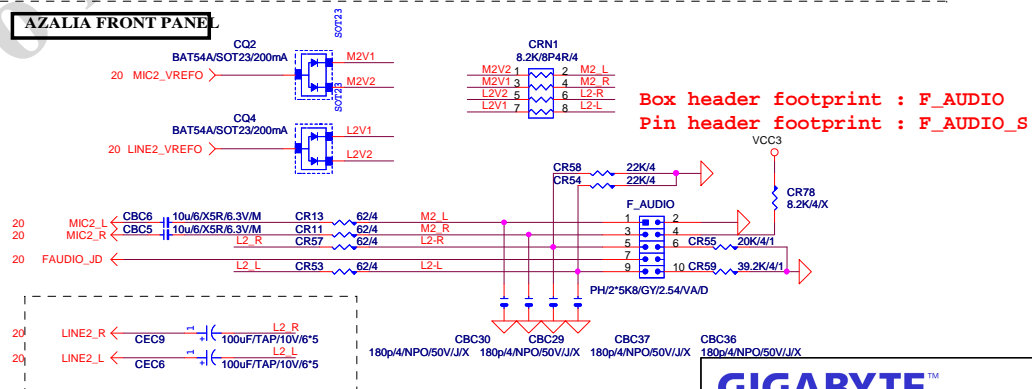 AZALIA FRONT PANEL
SOT23
CQ2
BAT54A/SOT23/200mA
M2V1
20 MIC2_VREFO
M2V2
SOT23
CQ4
BAT54A/SOT23/200mA
L2V1
20 LINE2_VREFO
L2V2
CRN1
8.2K/8P4R/4
M2V2 1 2 M2_L
M2V1 3 4 M2_R
L2V2 5 6 L2-R
L2V1 7 8 L2-L
Box header footprint : F_AUDIO
Pin header footprint : F_AUDIO_S
VCC3
CR58 22K/4
CR54 22K/4
CR78
8.2K/4/X
F_AUDIO
20 MIC2_L CBC6 10u/6/X5R/6.3V/M CR13 62/4 M2_L 1 2
20 MIC2_R CBC5 10u/6/X5R/6.3V/M CR11 62/4 M2_R 3 4
L2_R CR57 62/4 L2-R 5 6 CR55 20K/4/1
20 FAUDIO_JD 7
L2_L CR53 62/4 L2-L 9 10 CR59 39.2K/4/1
PH/2*5K8/GY/2.54/VA/D
20 LINE2_R CEC9 1 + 100uF/TAP/10V/6*5 L2_R
20 LINE2_L CEC6 1 + 100uF/TAP/10V/6*5 L2_L
CBC30 CBC29 CBC37 CBC36
180p/4/NPO/50V/J/X 180p/4/NPO/50V/J/X 180p/4/NPO/50V/J/X 180p/4/NPO/50V/J/X
GIGABYTE™